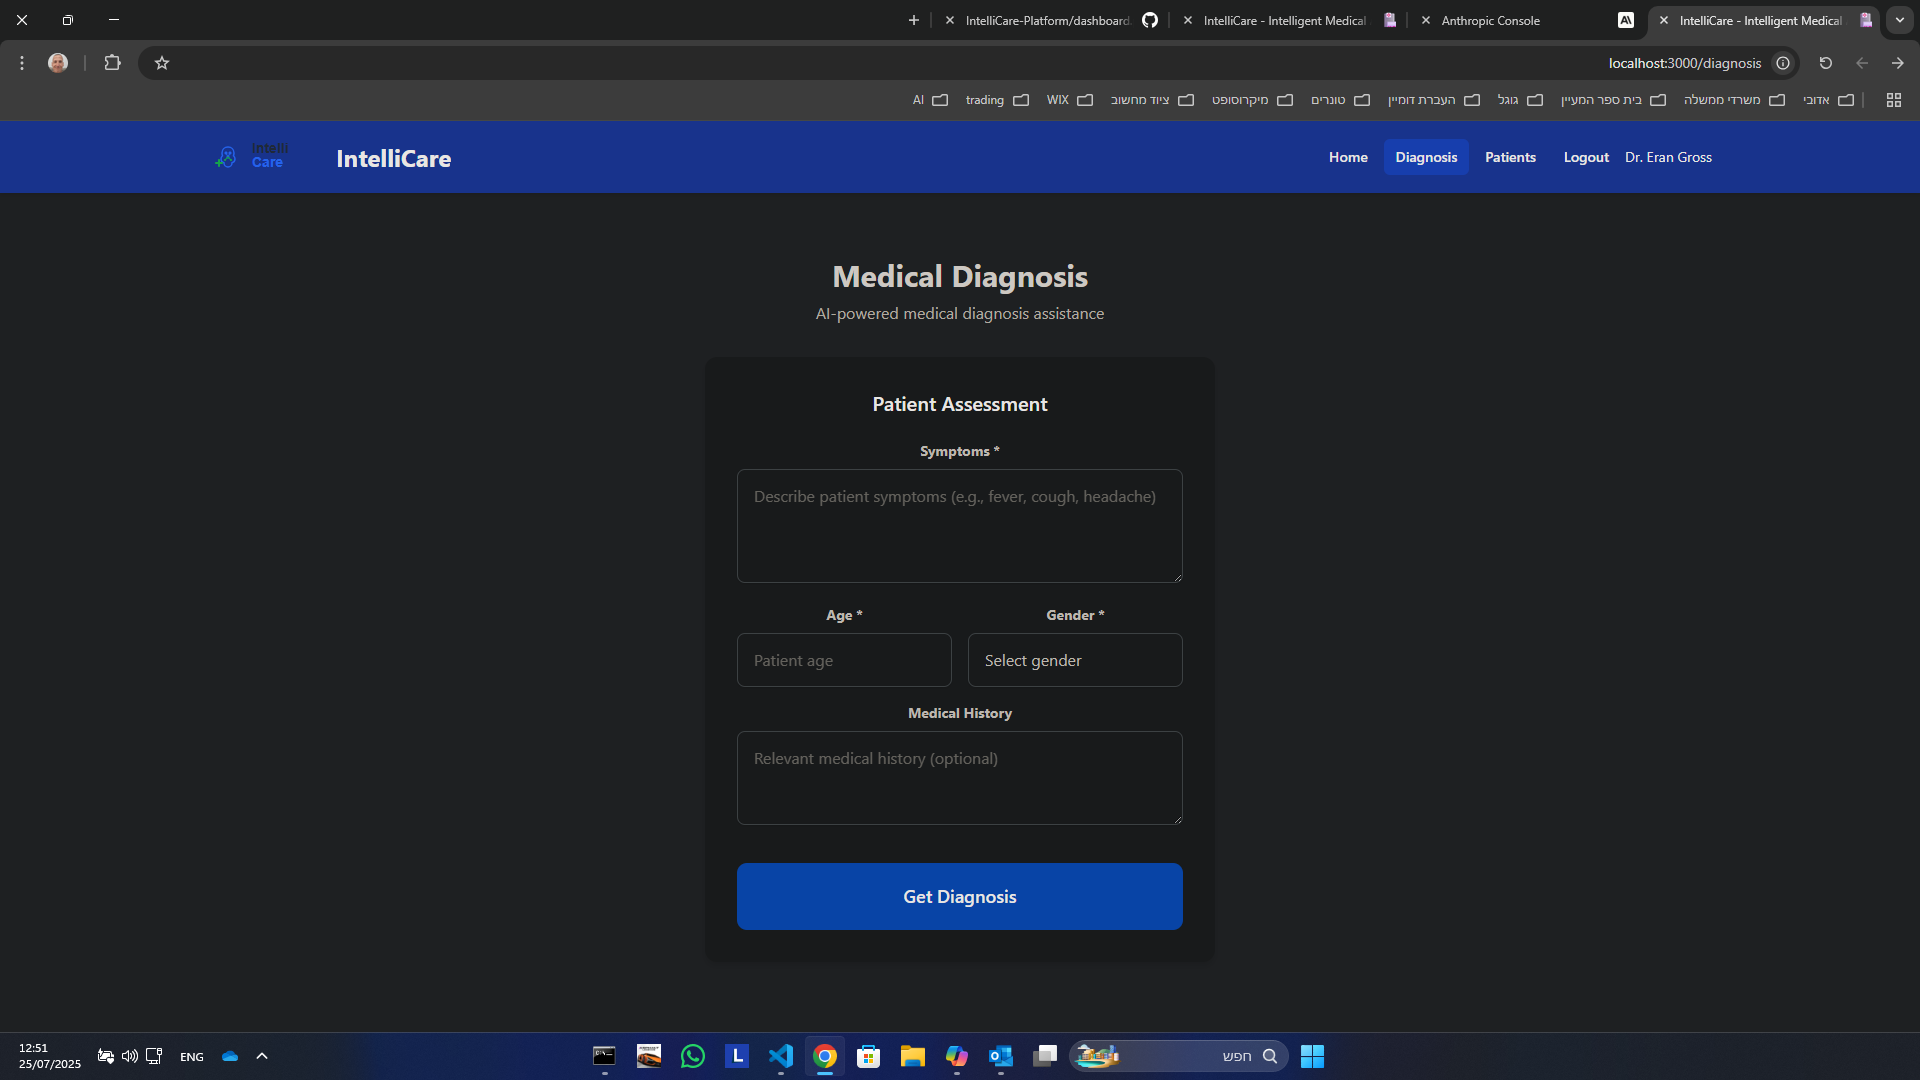 IntelliCare-Platform/dashboard
IntelliCare - Intelligent Medical
Anthropic Console
IntelliCare - Intelligent Medical
localhost:3000/diagnosis
AI
trading
WIX
ציוד מחשוב
מיקרוסופט
טונרים
העברת דומיין
גוגל
בית ספר המעיין
משרדי ממשלה
אדובי
Intelli
Care
IntelliCare
Home
Diagnosis
Patients
Logout
Dr. Eran Gross
Medical Diagnosis
AI-powered medical diagnosis assistance
Patient Assessment
Symptoms *
Describe patient symptoms (e.g., fever, cough, headache)
Age *
Gender *
Patient age
Select gender
Medical History
Relevant medical history (optional)
Get Diagnosis
12:51
25/07/2025
ENG
L
חפש